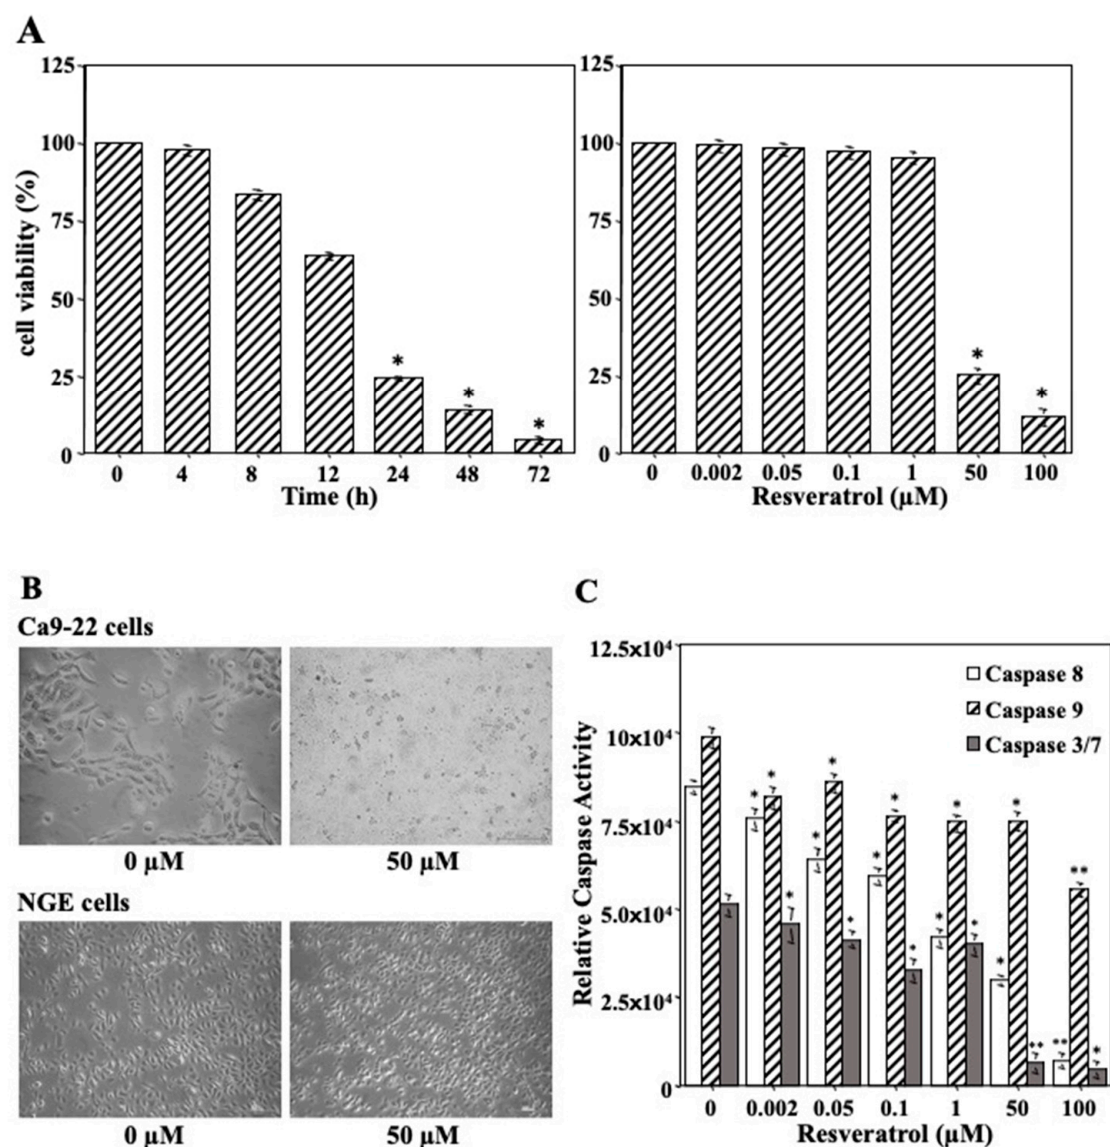 A
125
100
75
50
25
0
cell viability (%)
* * *
0 4 8 12 24 48 72
Time (h)
125
100
75
50
25
0
* *
0 0.002 0.05 0.1 1 50 100
Resveratrol (µM)
B
Ca9-22 cells
0 µM 50 µM
NGE cells
0 µM 50 µM
C
12.5x10⁴
10x10⁴
7.5x10⁴
5.0x10⁴
2.5x10⁴
0
Relative Caspase Activity
Caspase 8
Caspase 9
Caspase 3/7
* * *
* * *
* * *
* * *
* * **
** ** *
0 0.002 0.05 0.1 1 50 100
Resveratrol (µM)